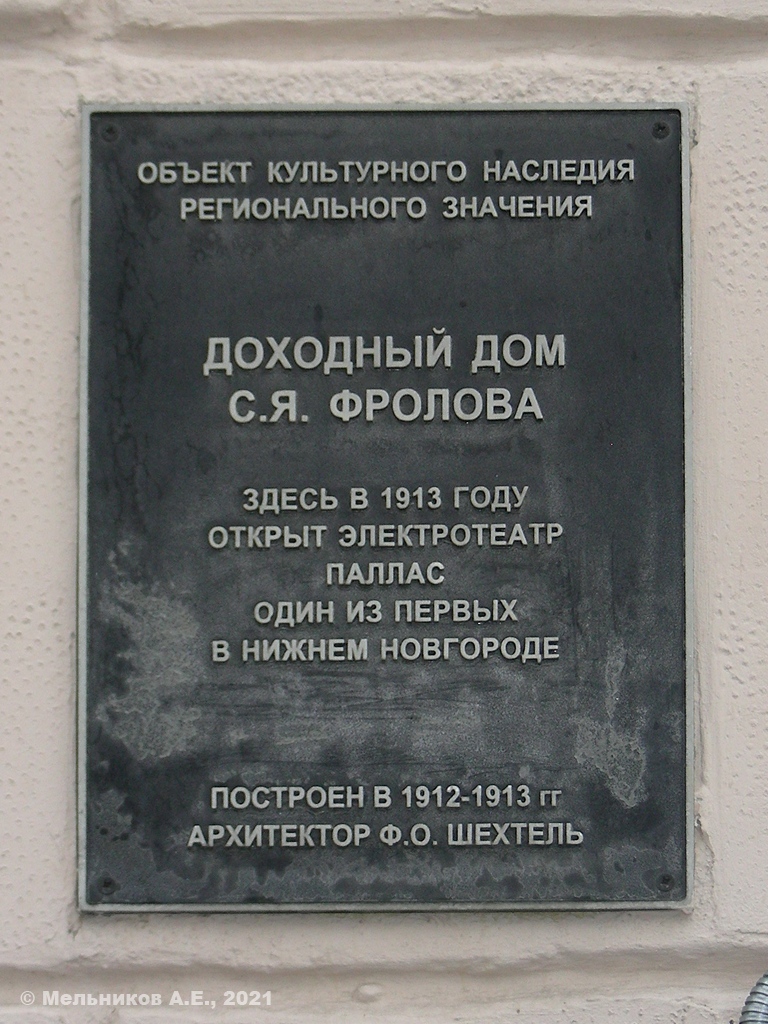 ОБЪЕКТ КУЛЬТУРНОГО НАСЛЕДИЯ
РЕГИОНАЛЬНОГО ЗНАЧЕНИЯ
ДОХОДНЫЙ ДОМ
С.Я. ФРОЛОВА
ЗДЕСЬ В 1913 ГОДУ
ОТКРЫТ ЭЛЕКТРОТЕАТР
ПАЛЛАС
ОДИН ИЗ ПЕРВЫХ
В НИЖНЕМ НОВГОРОДЕ
ПОСТРОЕН В 1912-1913 гг
АРХИТЕКТОР Ф.О. ШЕХТЕЛЬ
© Мельников А.Е., 2021